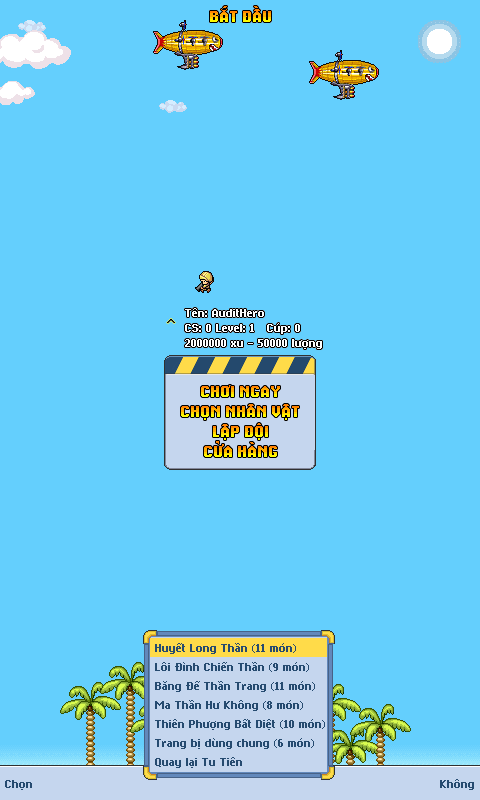 BẮT ĐẦU
Tên: AuditHero
CS: 0 Level: 1 Cúp: 0
2000000 xu - 50000 lượng
CHƠI NGAY
CHỌN NHÂN VẬT
LẬP ĐỘI
CỬA HÀNG
Huyết Long Thần (11 món)
Lôi Đình Chiến Thần (9 món)
Băng Đế Thần Trang (11 món)
Ma Thần Hư Không (8 món)
Thiên Phượng Bất Diệt (10 món)
Trang bị dùng chung (6 món)
Quay lại Tu Tiên
Chọn
Không